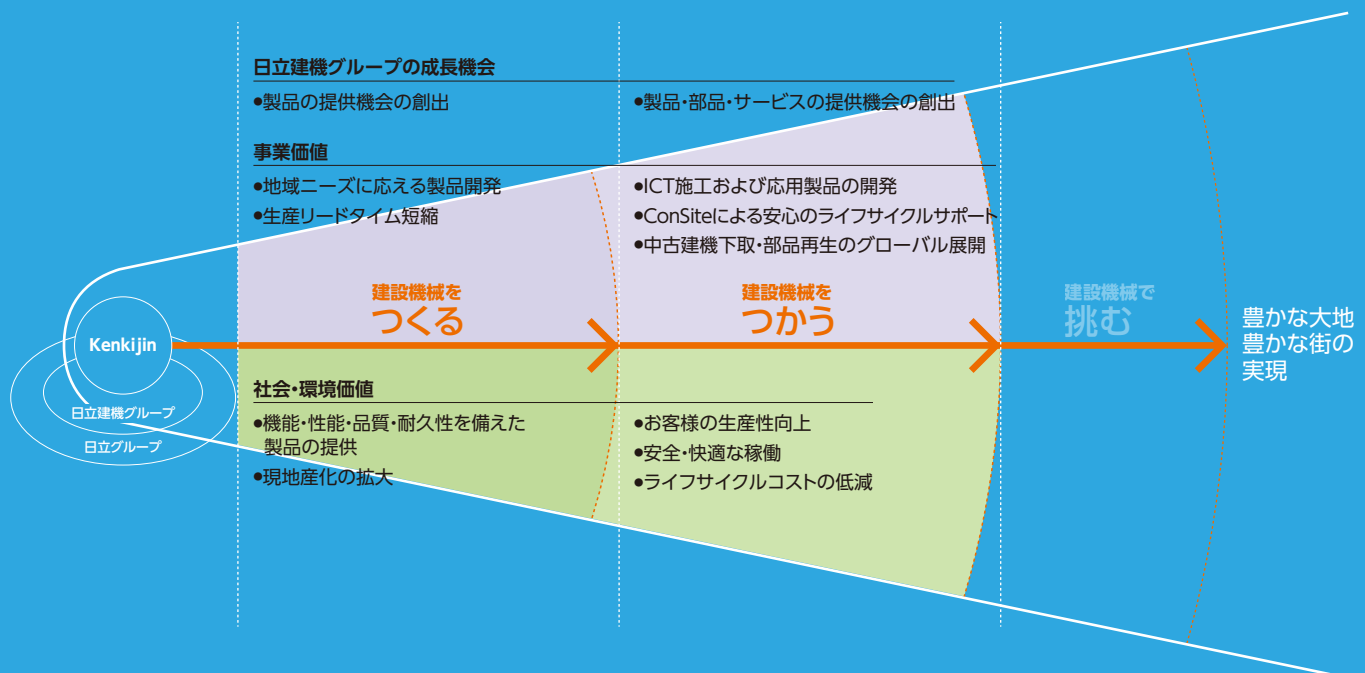 日立建機グループの成長機会
●製品の提供機会の創出
●製品・部品・サービスの提供機会の創出
事業価値
●地域ニーズに応える製品開発
●生産リードタイム短縮
●ICT施工および応用製品の開発
●ConSiteによる安心のライフサイクルサポート
●中古建機下取・部品再生のグローバル展開
建設機械を
つくる
建設機械を
つかう
建設機械で
挑む
豊かな大地
豊かな街の
実現
Kenkijin
日立建機グループ
日立グループ
社会・環境価値
●機能・性能・品質・耐久性を備えた
製品の提供
●現地産化の拡大
●お客様の生産性向上
●安全・快適な稼働
●ライフサイクルコストの低減